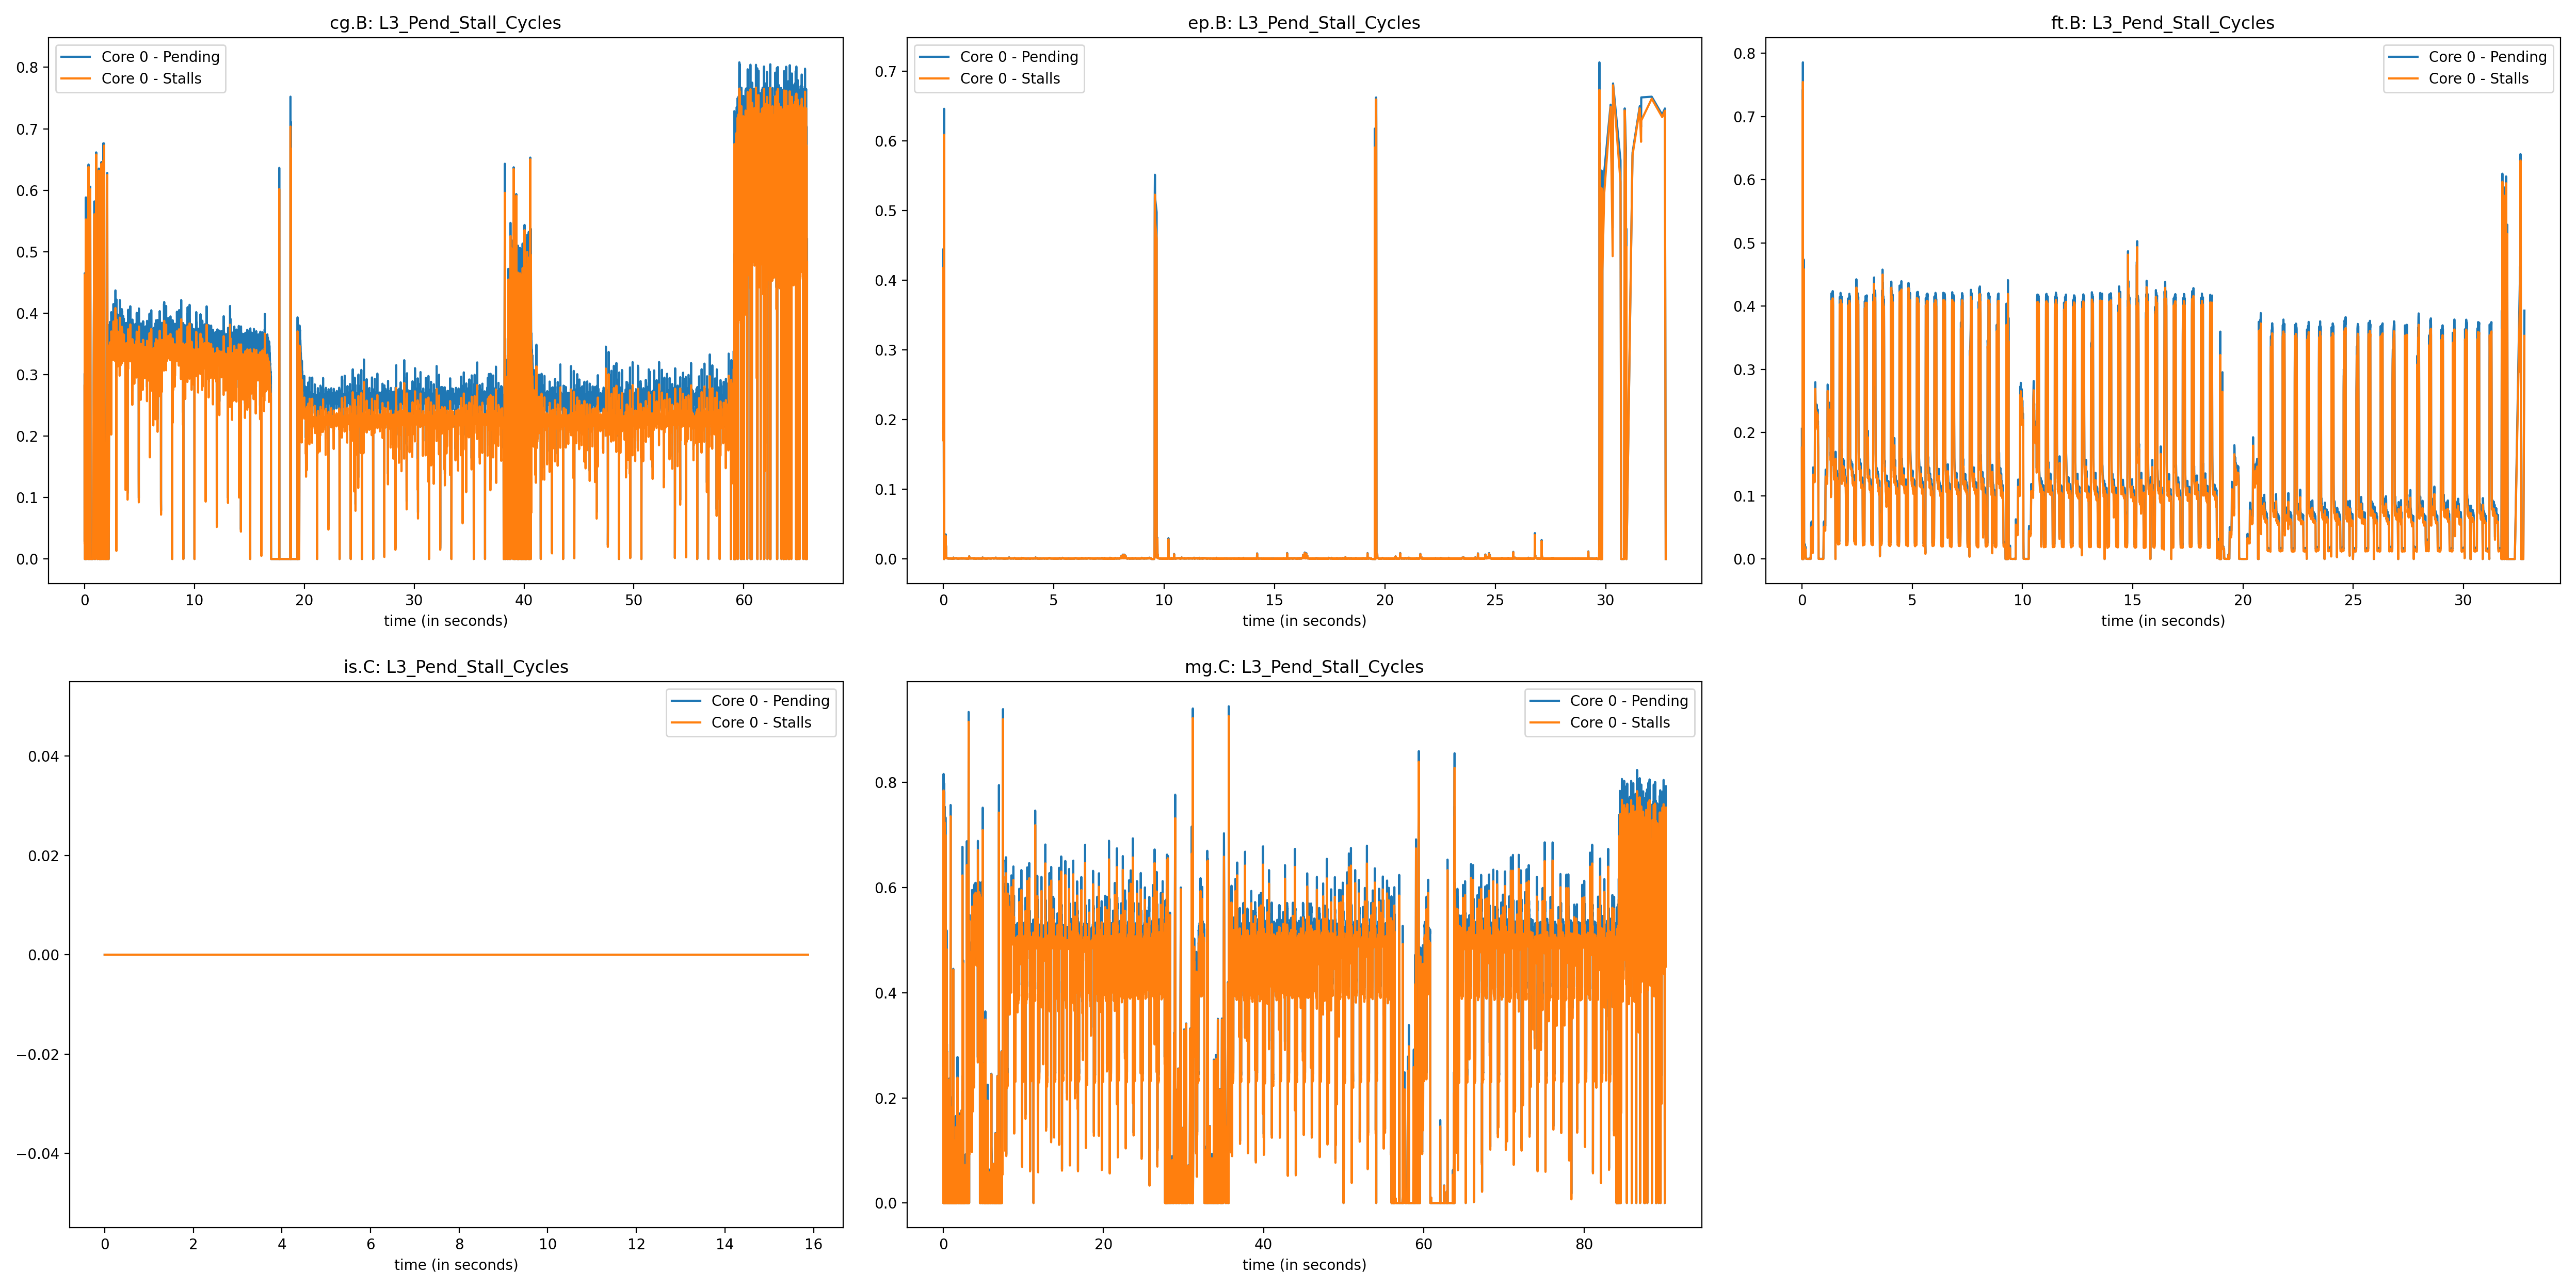 cg.B: L3_Pend_Stall_Cycles
Core 0 - Pending
Core 0 - Stalls
0.8
0.7
0.6
0.5
0.4
0.3
0.2
0.1
0.0
0 10 20 30 40 50 60
time (in seconds)
ep.B: L3_Pend_Stall_Cycles
Core 0 - Pending
Core 0 - Stalls
0.7
0.6
0.5
0.4
0.3
0.2
0.1
0.0
0 5 10 15 20 25 30
time (in seconds)
ft.B: L3_Pend_Stall_Cycles
Core 0 - Pending
Core 0 - Stalls
0.8
0.7
0.6
0.5
0.4
0.3
0.2
0.1
0.0
0 5 10 15 20 25 30
time (in seconds)
is.C: L3_Pend_Stall_Cycles
Core 0 - Pending
Core 0 - Stalls
0.04
0.02
0.00
−0.02
−0.04
0 2 4 6 8 10 12 14 16
time (in seconds)
mg.C: L3_Pend_Stall_Cycles
Core 0 - Pending
Core 0 - Stalls
0.8
0.6
0.4
0.2
0.0
0 20 40 60 80
time (in seconds)